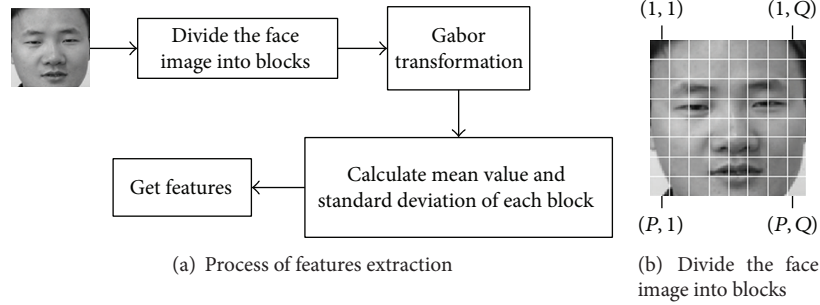 Divide the face
image into blocks
Gabor
transformation
Calculate mean value and
standard deviation of each block
Get features
(a) Process of features extraction
(1, 1)
(1, Q)
(P, 1)
(P, Q)
(b) Divide the face
image into blocks